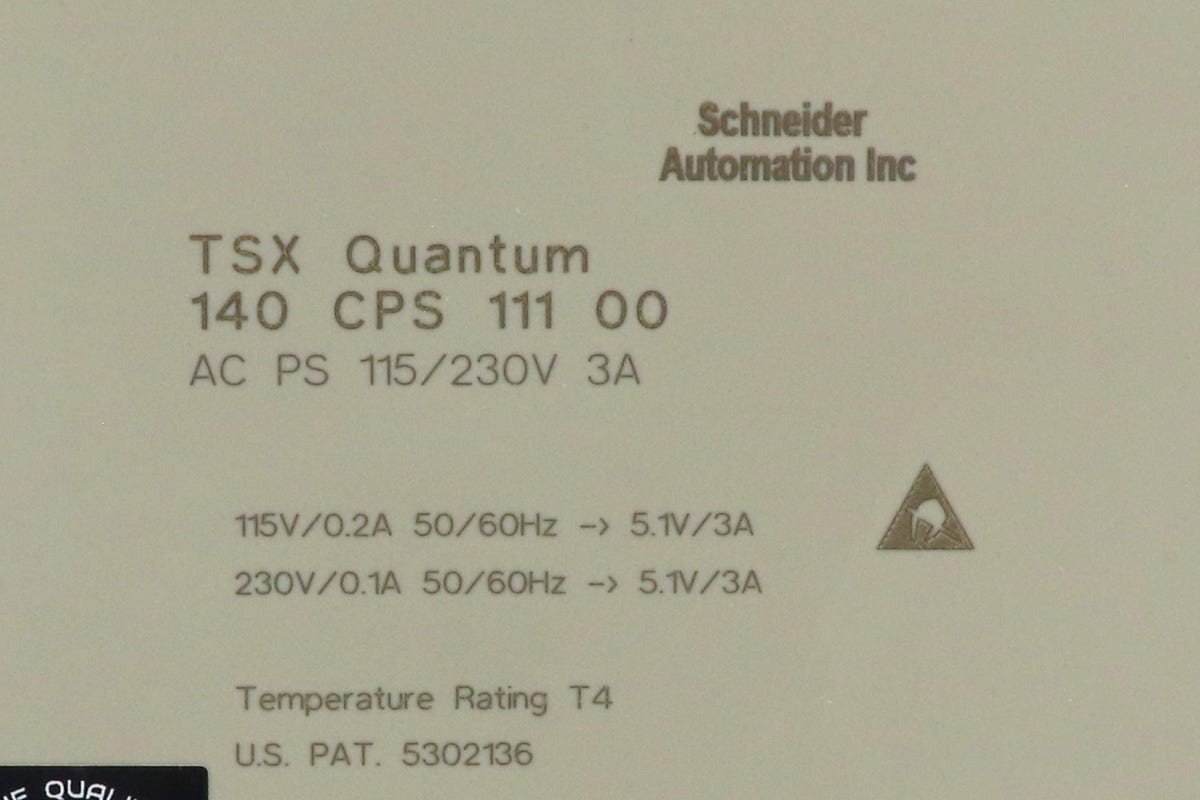 Schneider
Automation Inc
TSX Quantum
140 CPS 111 00
AC PS 115/230V 3A
115V/0.2A 50/60Hz -> 5.1V/3A
230V/0.1A 50/60Hz -> 5.1V/3A
Temperature Rating T4
U.S. PAT. 5302136